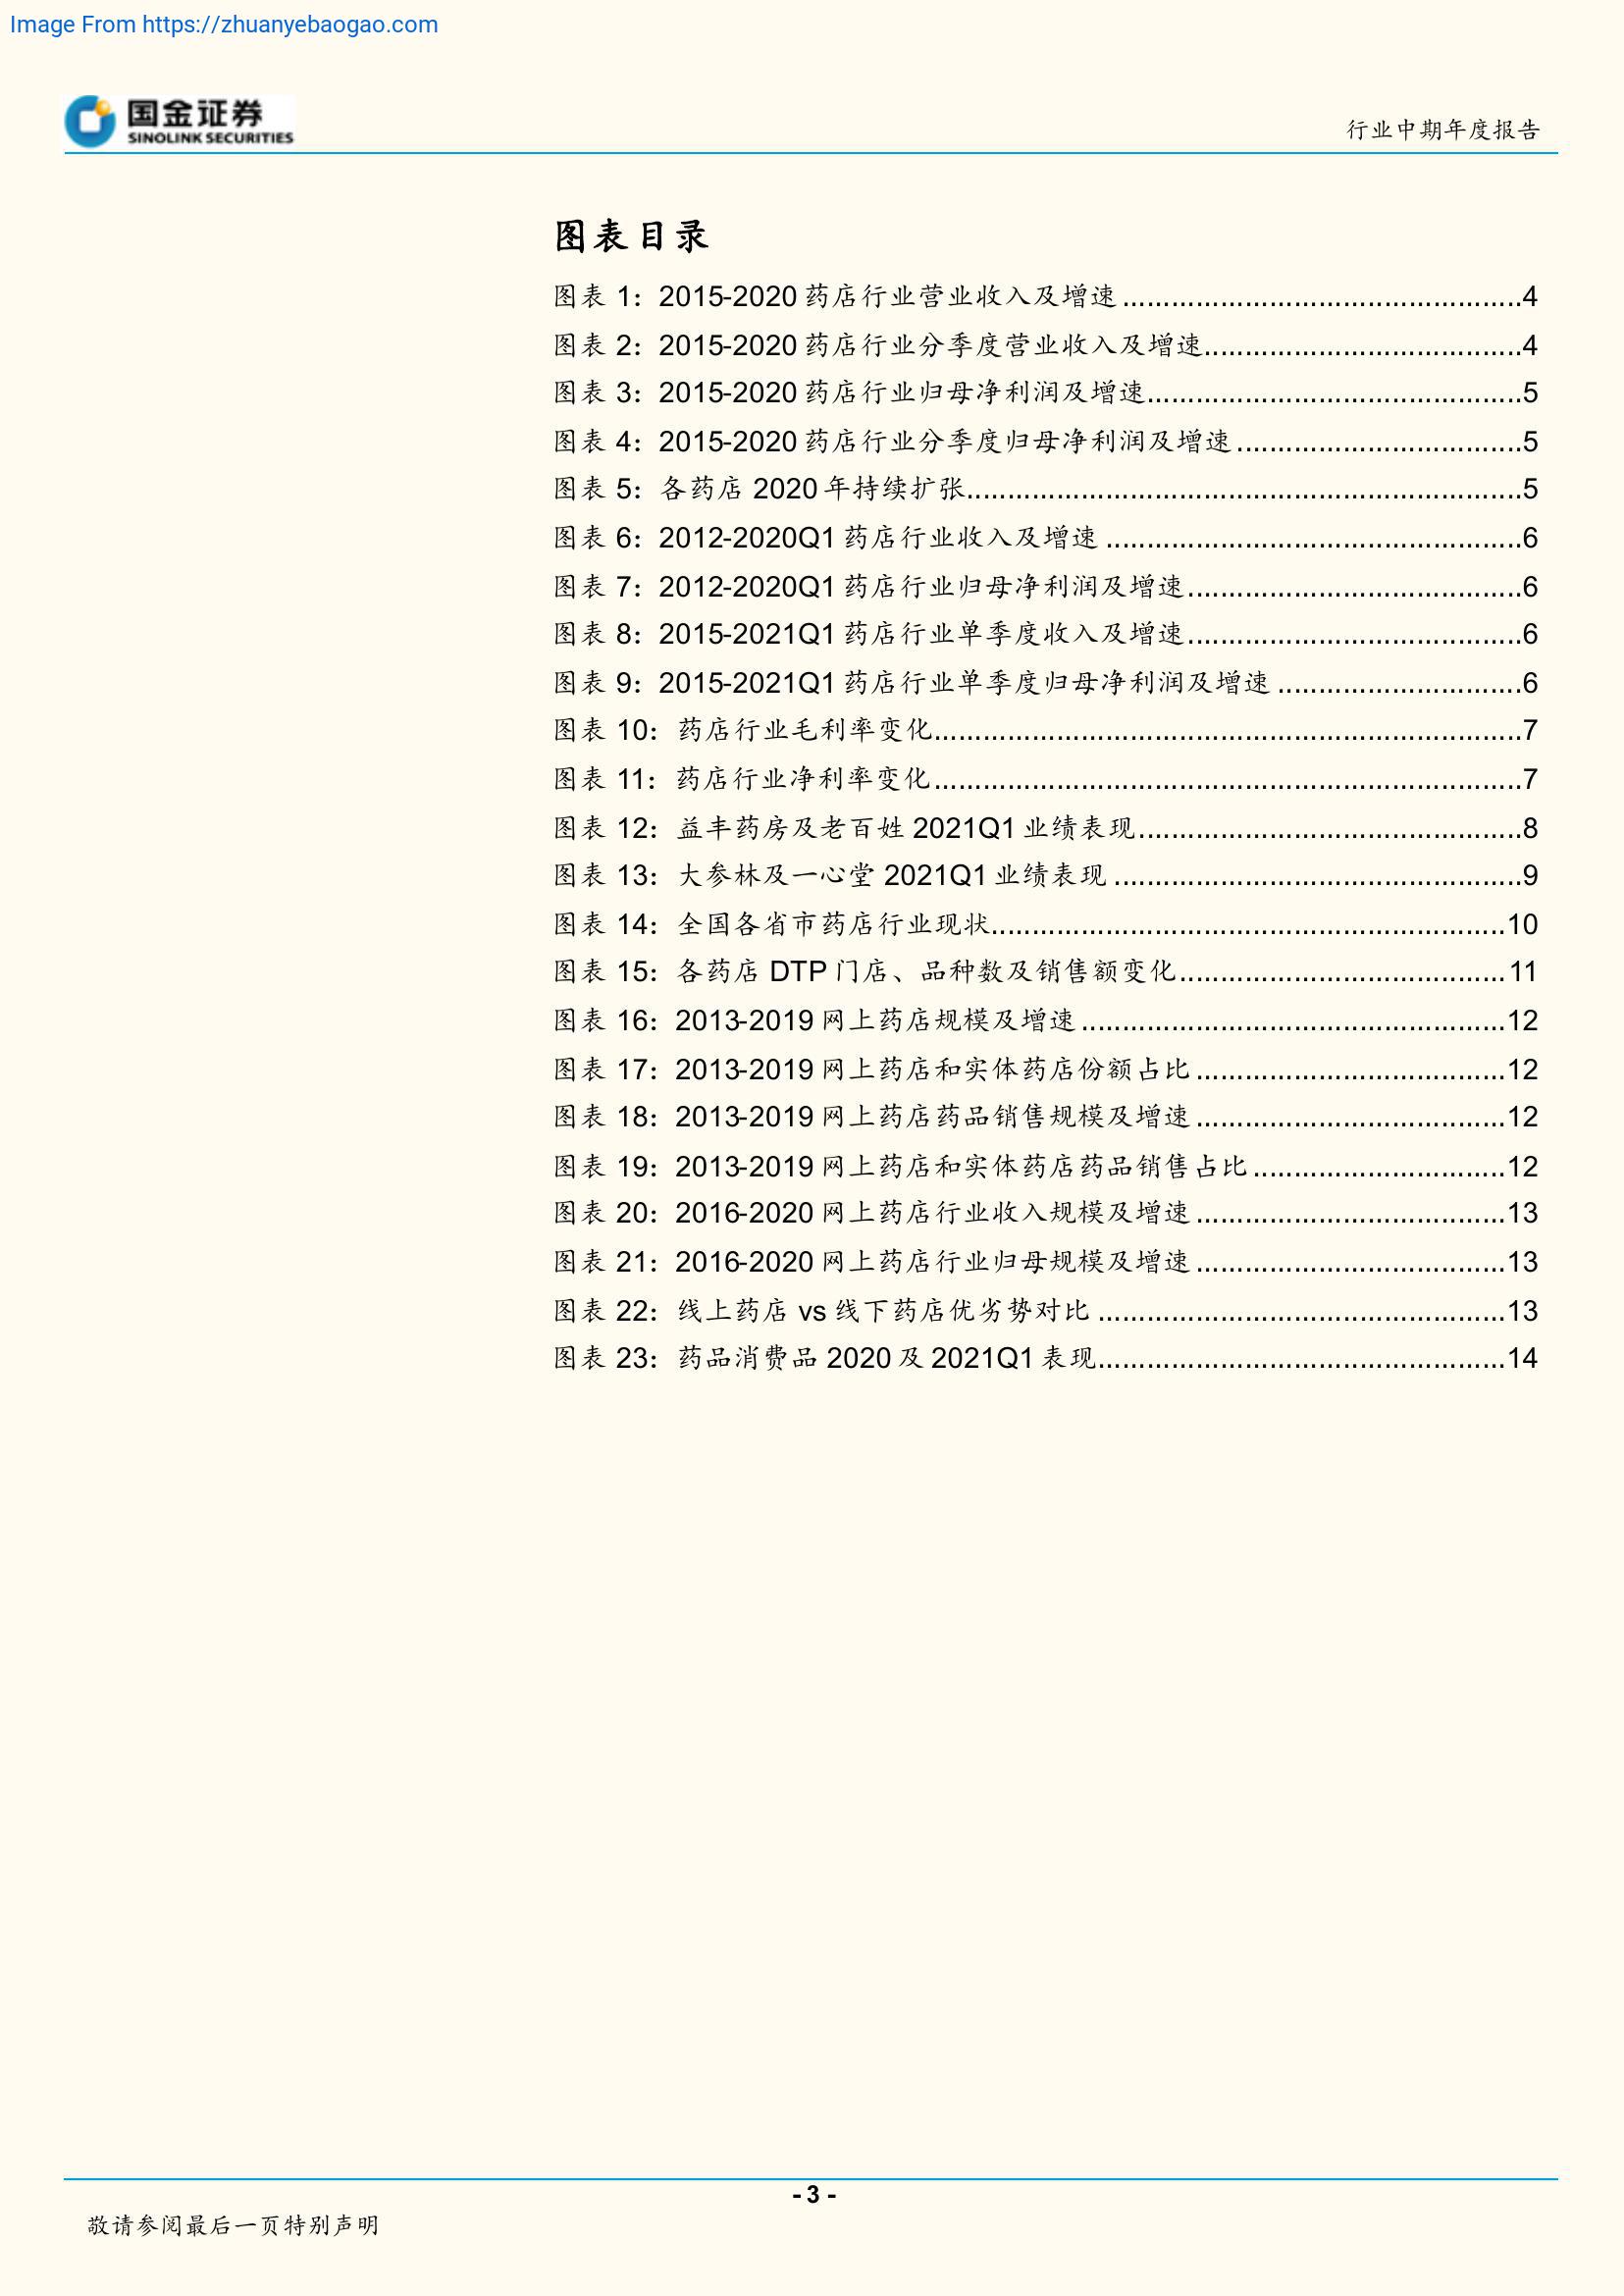 Image From https://zhuanyebaogao.com
国金证券
SINOLINK SECURITIES
行业中期年度报告
图表目录
图表 1：2015-2020 药店行业营业收入及增速.................................................4
图表 2：2015-2020 药店行业分季度营业收入及增速.......................................4
图表 3：2015-2020 药店行业归母净利润及增速..............................................5
图表 4：2015-2020 药店行业分季度归母净利润及增速...................................5
图表 5：各药店 2020 年持续扩张....................................................................5
图表 6：2012-2020Q1 药店行业收入及增速...................................................6
图表 7：2012-2020Q1 药店行业归母净利润及增速.........................................6
图表 8：2015-2021Q1 药店行业单季度收入及增速.........................................6
图表 9：2015-2021Q1 药店行业单季度归母净利润及增速..............................6
图表 10：药店行业毛利率变化........................................................................7
图表 11：药店行业净利率变化........................................................................7
图表 12：益丰药房及老百姓 2021Q1 业绩表现...............................................8
图表 13：大参林及一心堂 2021Q1 业绩表现..................................................9
图表 14：全国各省市药店行业现状...............................................................10
图表 15：各药店 DTP 门店、品种数及销售额变化........................................11
图表 16：2013-2019 网上药店规模及增速....................................................12
图表 17：2013-2019 网上药店和实体药店份额占比......................................12
图表 18：2013-2019 网上药店药品销售规模及增速......................................12
图表 19：2013-2019 网上药店和实体药店药品销售占比...............................12
图表 20：2016-2020 网上药店行业收入规模及增速......................................13
图表 21：2016-2020 网上药店行业归母规模及增速......................................13
图表 22：线上药店 vs 线下药店优劣势对比..................................................13
图表 23：药品消费品 2020 及 2021Q1 表现..................................................14
- 3 -
敬请参阅最后一页特别声明